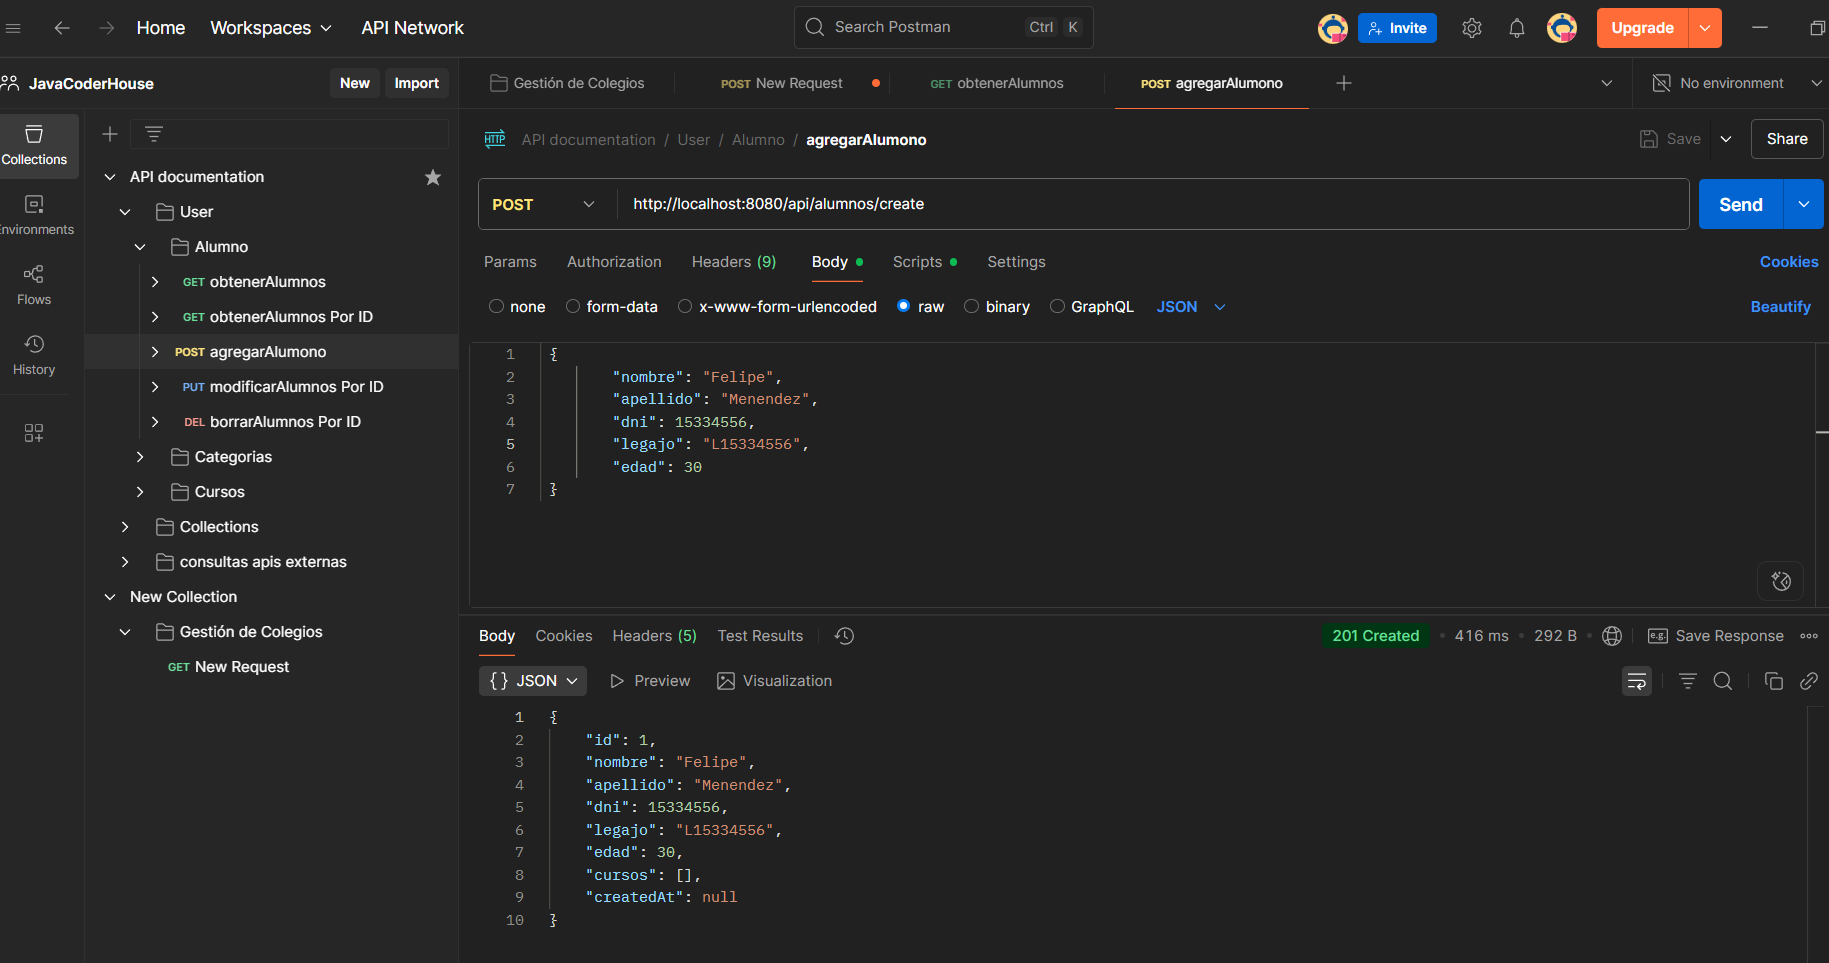 Home Workspaces API Network Search Postman Ctrl K Invite Upgrade
JavaCoderHouse New Import Gestión de Colegios POST New Request GET obtenerAlumnos POST agregarAlumono No environment
Collections
Environments
Flows
History
API documentation
User
Alumno
GET obtenerAlumnos
GET obtenerAlumnos Por ID
POST agregarAlumono
PUT modificarAlumnos Por ID
DEL borrarAlumnos Por ID
Categorias
Cursos
Collections
consultas apis externas
New Collection
Gestión de Colegios
GET New Request
HTTP API documentation / User / Alumno / agregarAlumono Save Share
POST http://localhost:8080/api/alumnos/create Send
Params Authorization Headers (9) Body Scripts Settings Cookies
none form-data x-www-form-urlencoded raw binary GraphQL JSON Beautify
1 {
2 "nombre": "Felipe",
3 "apellido": "Menendez",
4 "dni": 15334556,
5 "legajo": "L15334556",
6 "edad": 30
7 }
Body Cookies Headers (5) Test Results 201 Created • 416 ms • 292 B • e.g. Save Response
{} JSON Preview Visualization
1 {
2 "id": 1,
3 "nombre": "Felipe",
4 "apellido": "Menendez",
5 "dni": 15334556,
6 "legajo": "L15334556",
7 "edad": 30,
8 "cursos": [],
9 "createdAt": null
10 }